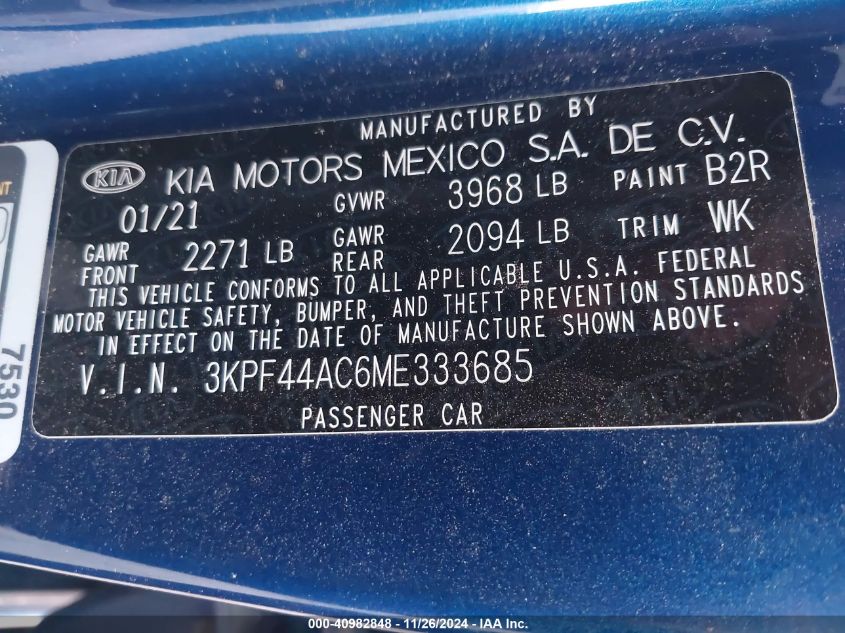 MANUFACTURED BY
KIA KIA MOTORS MEXICO S.A. DE C.V.
01/21 GVWR 3968 LB PAINT B2R
GAWR FRONT 2271 LB GAWR REAR 2094 LB TRIM WK
THIS VEHICLE CONFORMS TO ALL APPLICABLE U.S.A. FEDERAL
MOTOR VEHICLE SAFETY, BUMPER, AND THEFT PREVENTION STANDARDS
IN EFFECT ON THE DATE OF MANUFACTURE SHOWN ABOVE.
V.I.N. 3KPF44AC6ME333685
PASSENGER CAR
7530
000-40982848 - 11/26/2024 - IAA Inc.